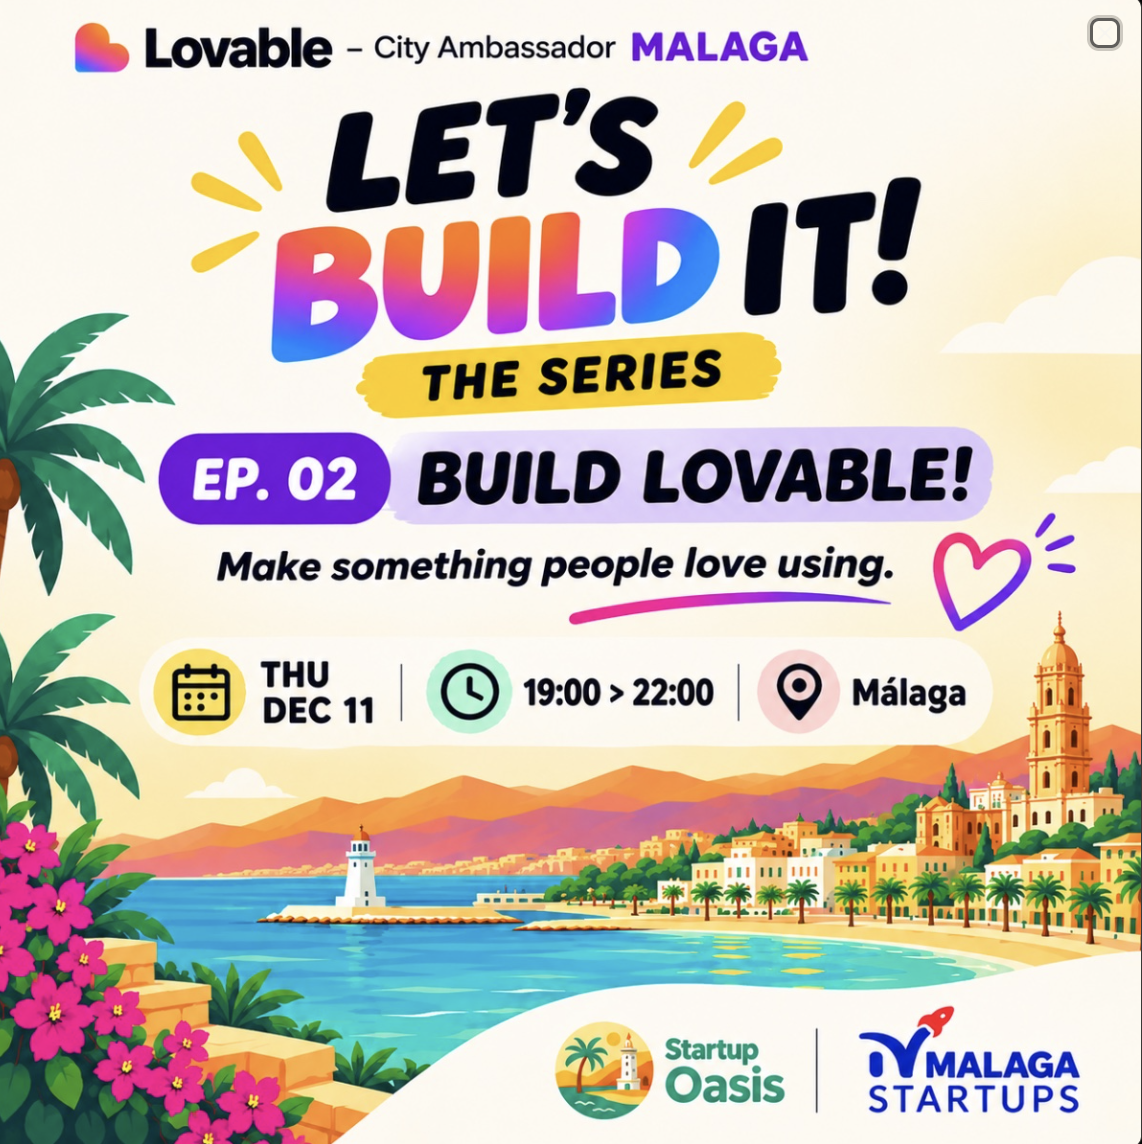 Lovable – City Ambassador MALAGA
LET'S
BUILD IT!
THE SERIES
EP. 02 BUILD LOVABLE!
Make something people love using.
THU
DEC 11
19:00 > 22:00
Málaga
Startup
Oasis
MALAGA
STARTUPS